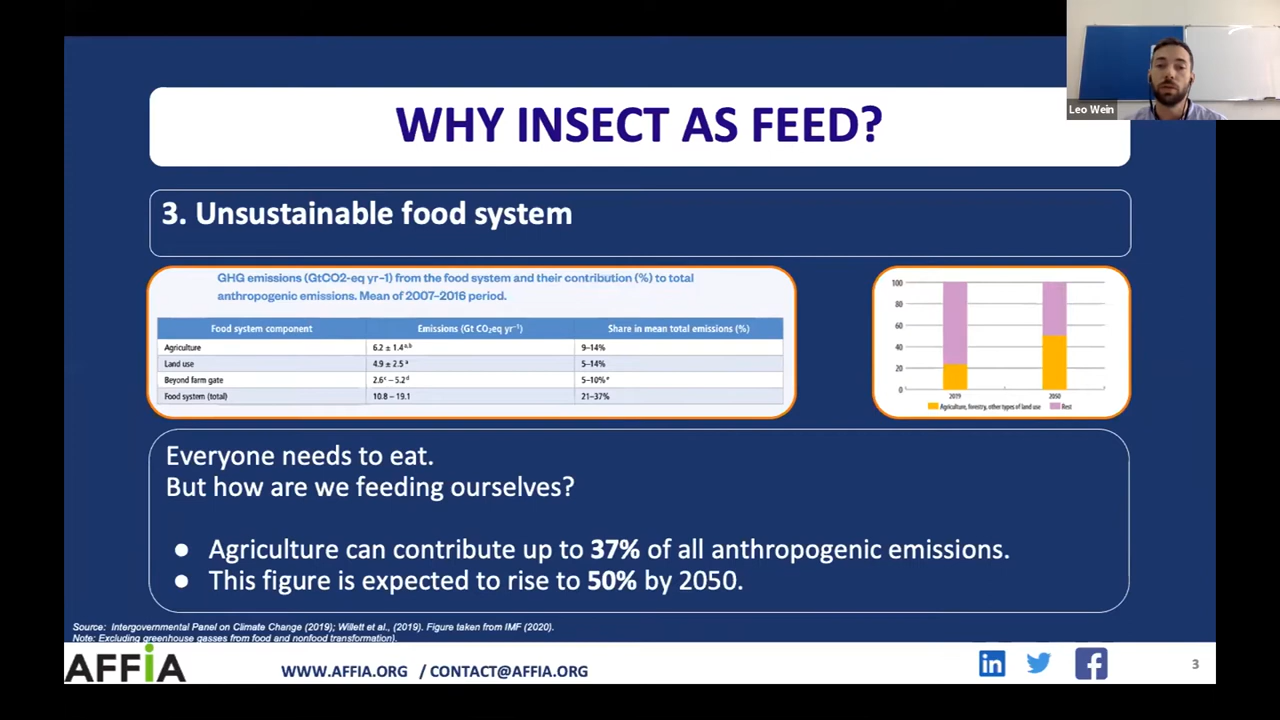 Leo Wein
WHY INSECT AS FEED?
3. Unsustainable food system
GHG emissions (GtCO2-eq yr-1) from the food system and their contribution (%) to total
anthropogenic emissions. Mean of 2007–2016 period.
Food system component Emissions (Gt CO₂eq yr⁻¹) Share in mean total emissions (%)
Agriculture 6.2 ± 1.4ᵃ,ᵇ 9–14%
Land use 4.9 ± 2.5 ᵃ 5–14%
Beyond farm gate 2.6ᶜ – 5.2ᵈ 5–10%ᵉ
Food system (total) 10.8 – 19.1 21–37%
100
80
60
40
20
0
2019 2050
Agriculture, forestry, other types of land use Rest
Everyone needs to eat.
But how are we feeding ourselves?
● Agriculture can contribute up to 37% of all anthropogenic emissions.
● This figure is expected to rise to 50% by 2050.
Source: Intergovernmental Panel on Climate Change (2019); Willett et al., (2019). Figure taken from IMF (2020).
Note: Excluding greenhouse gasses from food and nonfood transformation).
AFFiA
WWW.AFFIA.ORG / CONTACT@AFFIA.ORG
in
f
3